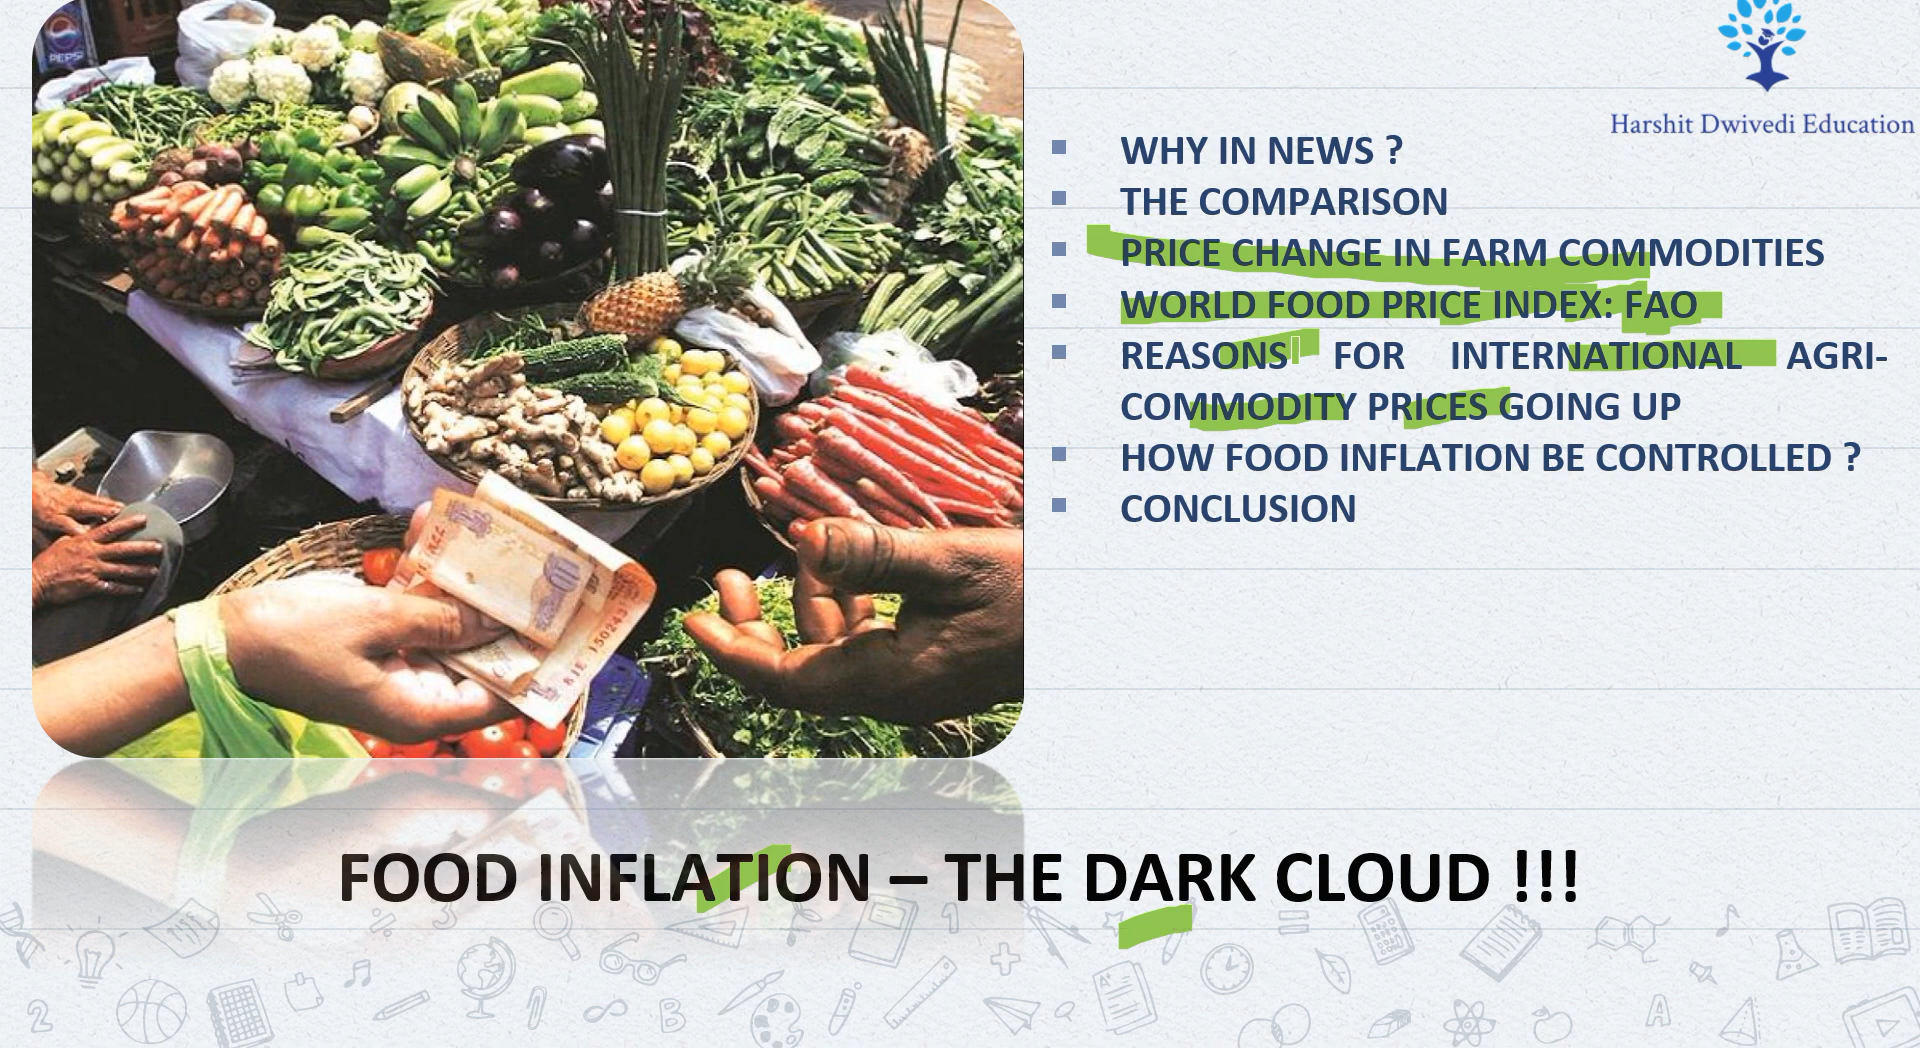 PEPSI
Harshit Dwivedi Education
WHY IN NEWS ?
THE COMPARISON
PRICE CHANGE IN FARM COMMODITIES
WORLD FOOD PRICE INDEX: FAO
REASONS FOR INTERNATIONAL AGRI-
COMMODITY PRICES GOING UP
HOW FOOD INFLATION BE CONTROLLED ?
CONCLUSION
FOOD INFLATION – THE DARK CLOUD !!!